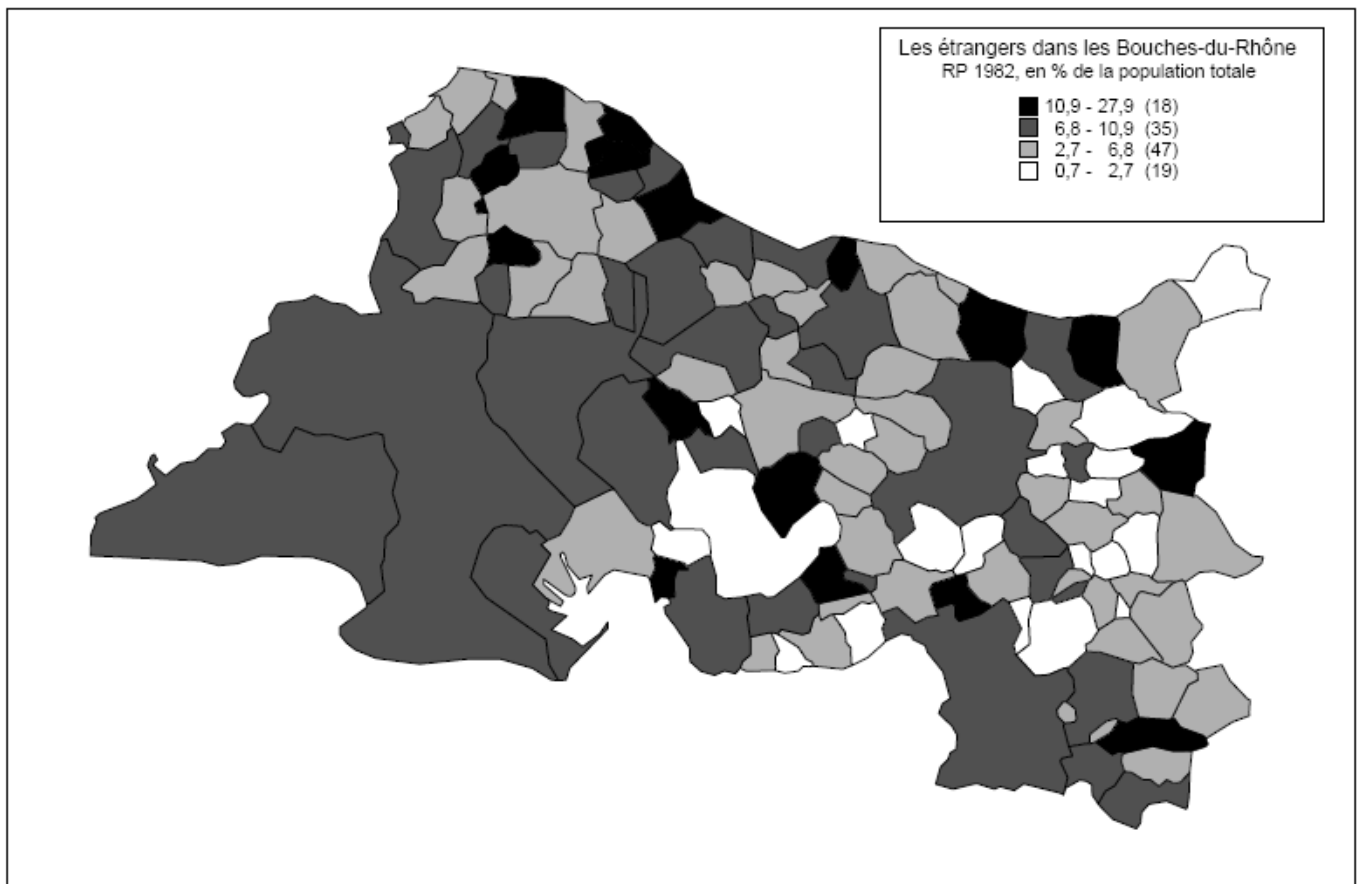 Les étrangers dans les Bouches-du-Rhône
RP 1982, en % de la population totale
10,9 - 27,9 (18)
6,8 - 10,9 (35)
2,7 - 6,8 (47)
0,7 - 2,7 (19)